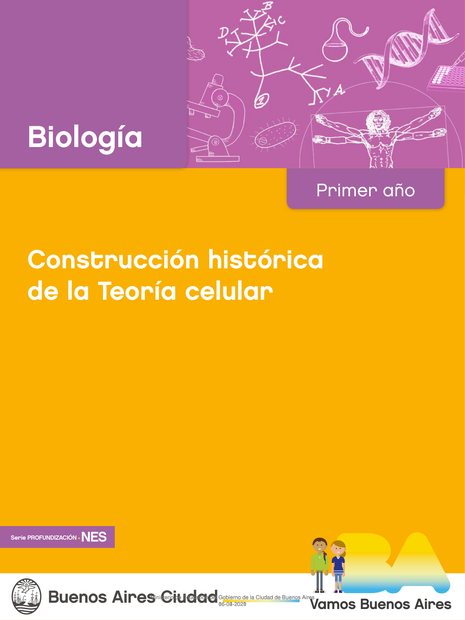 Biología
Primer año
Construcción histórica
de la Teoría celular
Serie PROFUNDIZACIÓN · NES
BA
Buenos Aires Ciudad
Gobierno de la Ciudad de Buenos Aires
Vamos Buenos Aires